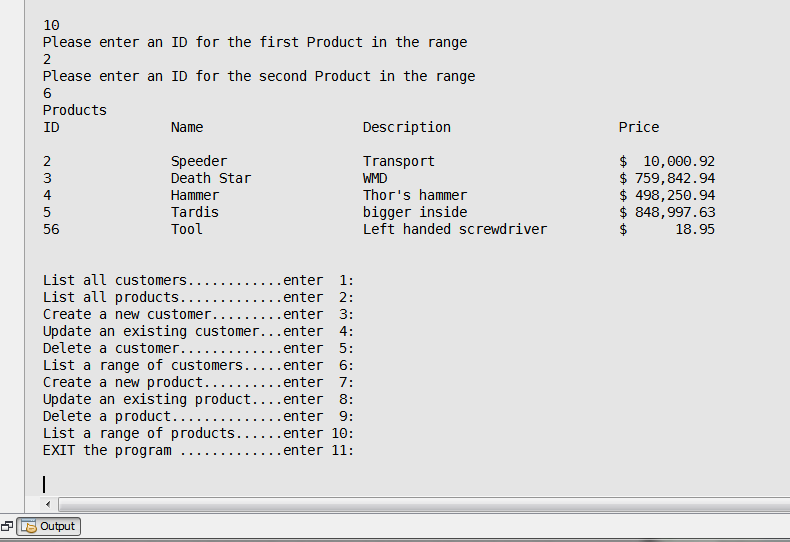 10
Please enter an ID for the first Product in the range
2
Please enter an ID for the second Product in the range
6
Products
ID Name Description Price
2 Speeder Transport $ 10,000.92
3 Death Star WMD $ 759,842.94
4 Hammer Thor's hammer $ 498,250.94
5 Tardis bigger inside $ 848,997.63
56 Tool Left handed screwdriver $ 18.95
List all customers............enter 1:
List all products.............enter 2:
Create a new customer.........enter 3:
Update an existing customer...enter 4:
Delete a customer.............enter 5:
List a range of customers.....enter 6:
Create a new product..........enter 7:
Update an existing product....enter 8:
Delete a product..............enter 9:
List a range of products......enter 10:
EXIT the program .............enter 11:
Output